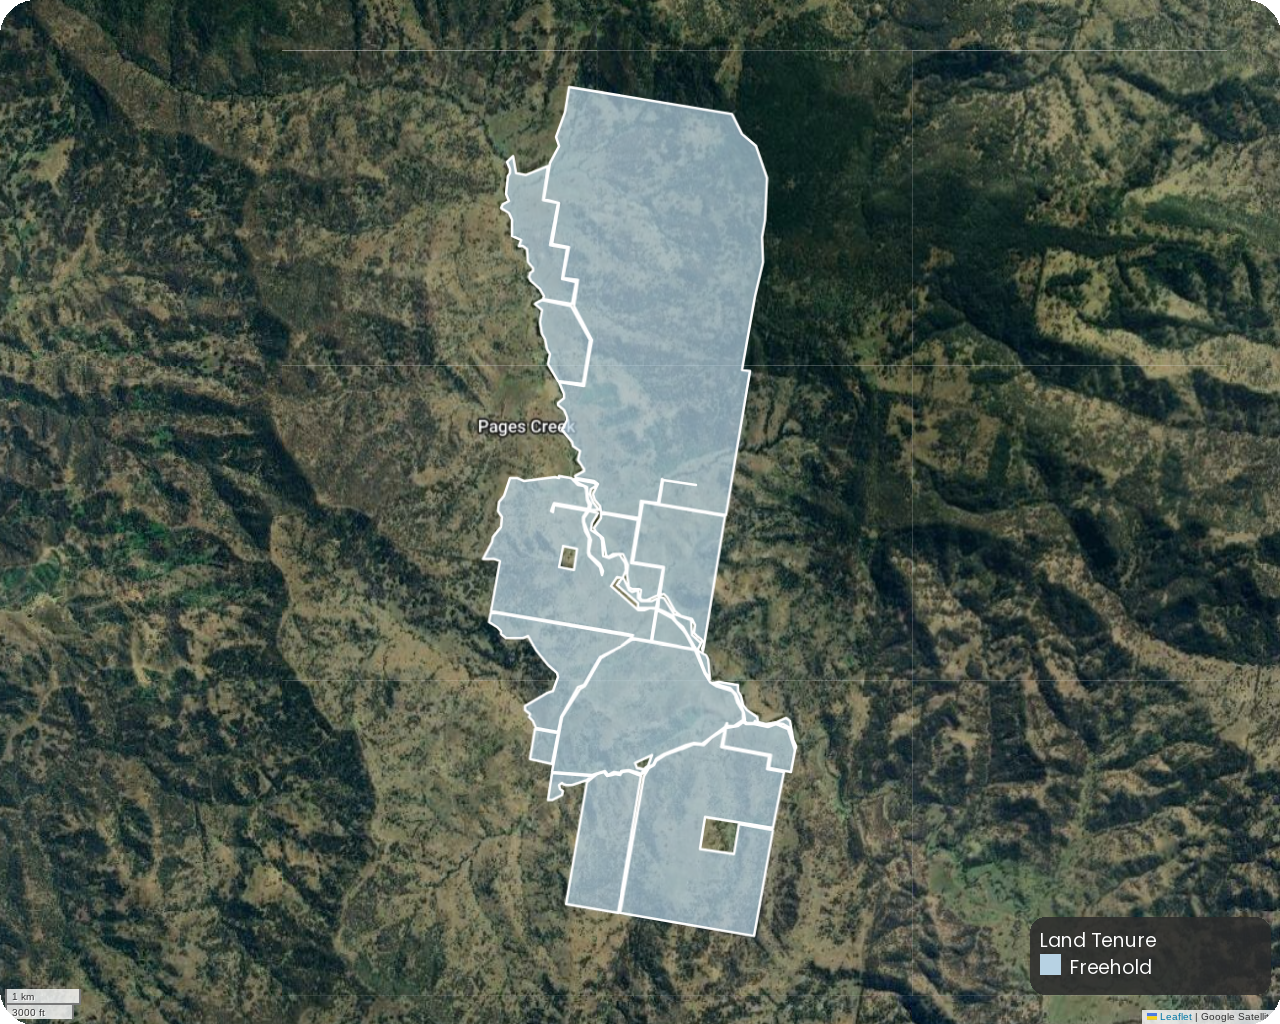 Pages Creek
Land Tenure
Freehold
1 km
3000 ft
Leaflet | Google Satelli